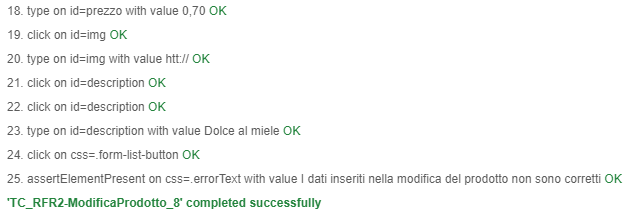 18. type on id=prezzo with value 0,70 OK
19. click on id=img OK
20. type on id=img with value htt:// OK
21. click on id=description OK
22. click on id=description OK
23. type on id=description with value Dolce al miele OK
24. click on css=.form-list-button OK
25. assertElementPresent on css=.errorText with value I dati inseriti nella modifica del prodotto non sono corretti OK
'TC_RFR2-ModificaProdotto_8' completed successfully